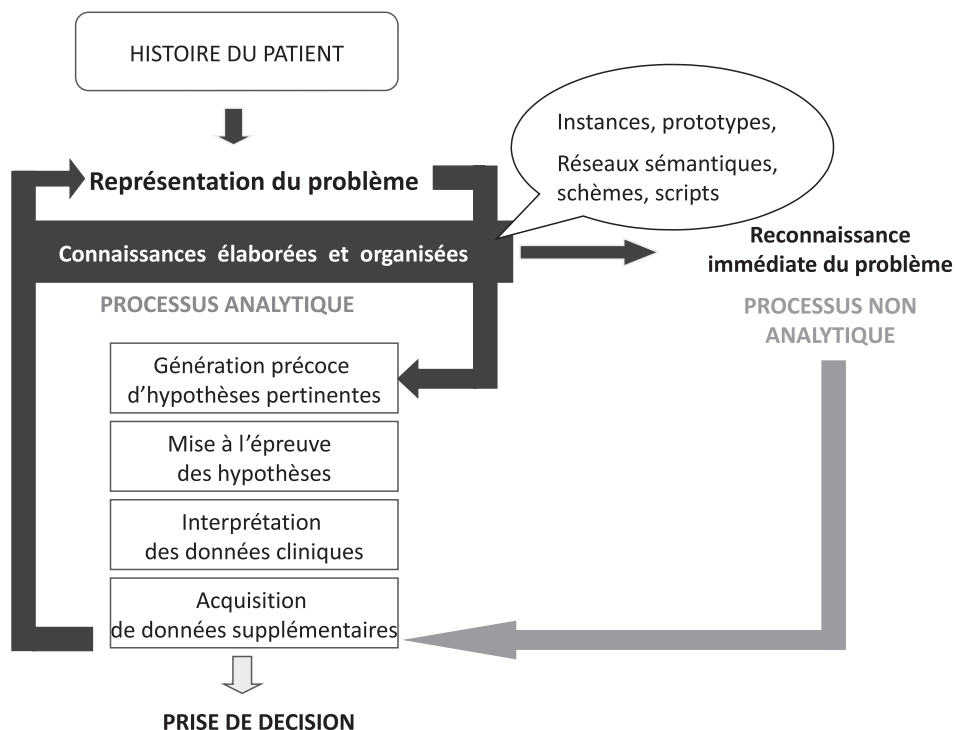 HISTOIRE DU PATIENT
Instances, prototypes,
Réseaux sémantiques,
schèmes, scripts
Représentation du problème
Connaissances élaborées et organisées
Reconnaissance
immédiate du problème
PROCESSUS ANALYTIQUE
PROCESSUS NON
ANALYTIQUE
Génération précoce
d’hypothèses pertinentes
Mise à l’épreuve
des hypothèses
Interprétation
des données cliniques
Acquisition
de données supplémentaires
PRISE DE DECISION